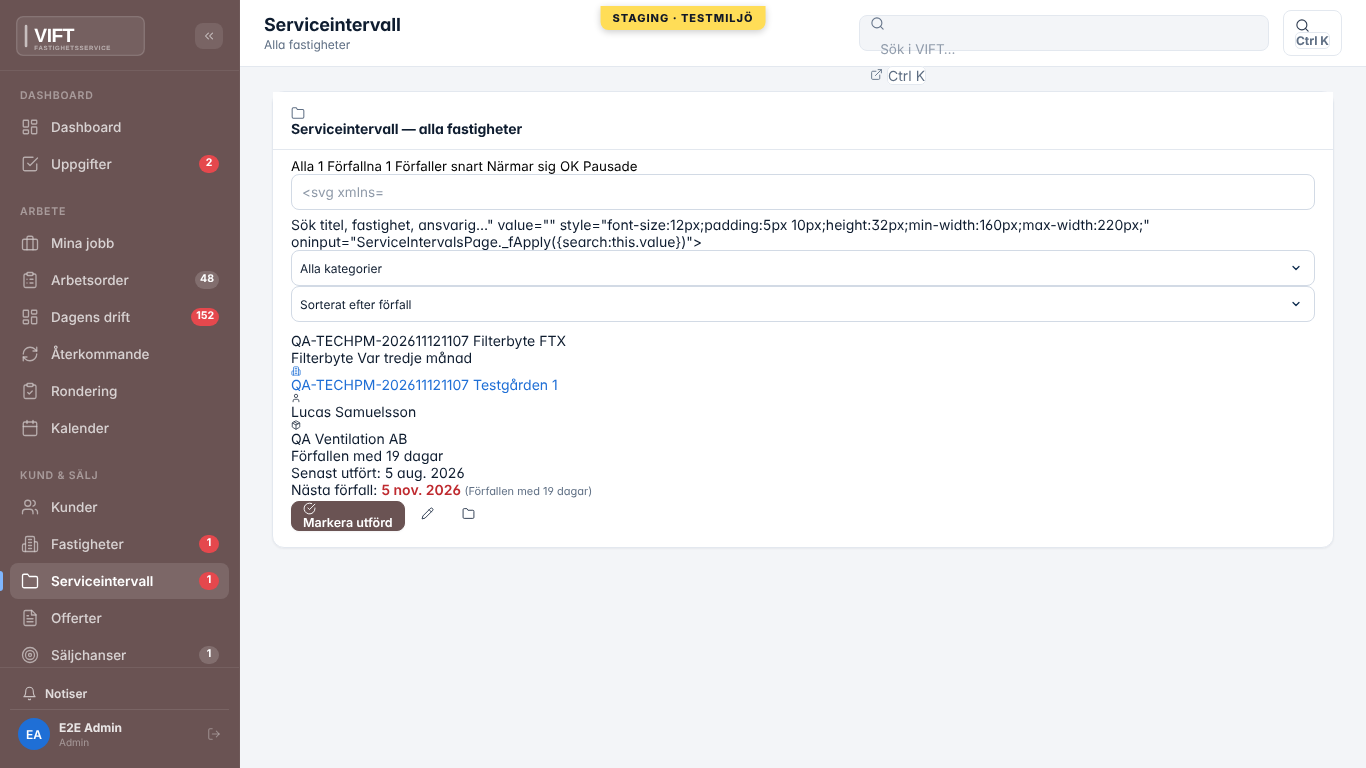 VIFT
FASTIGHETSSERVICE
«
DASHBOARD
Dashboard
Uppgifter 2
ARBETE
Mina jobb
Arbetsorder 48
Dagens drift 152
Återkommande
Rondering
Kalender
KUND & SÄLJ
Kunder
Fastigheter 1
Serviceintervall 1
Offerter
Säljchanser 1
Notiser
EA
E2E Admin
Admin
Serviceintervall
Alla fastigheter
STAGING · TESTMILJÖ
Sök i VIFT...
Ctrl K
Ctrl K
Serviceintervall — alla fastigheter
Alla 1 Förfallna 1 Förfaller snart Närmar sig OK Pausade
<svg xmlns=
Sök titel, fastighet, ansvarig..." value="" style="font-size:12px;padding:5px 10px;height:32px;min-width:160px;max-width:220px;"
oninput="ServiceIntervalsPage._fApply({search:this.value})">
Alla kategorier
Sorterat efter förfall
QA-TECHPM-202611121107 Filterbyte FTX
Filterbyte Var tredje månad
QA-TECHPM-202611121107 Testgården 1
Lucas Samuelsson
QA Ventilation AB
Förfallen med 19 dagar
Senast utfört: 5 aug. 2026
Nästa förfall: 5 nov. 2026 (Förfallen med 19 dagar)
Markera utförd